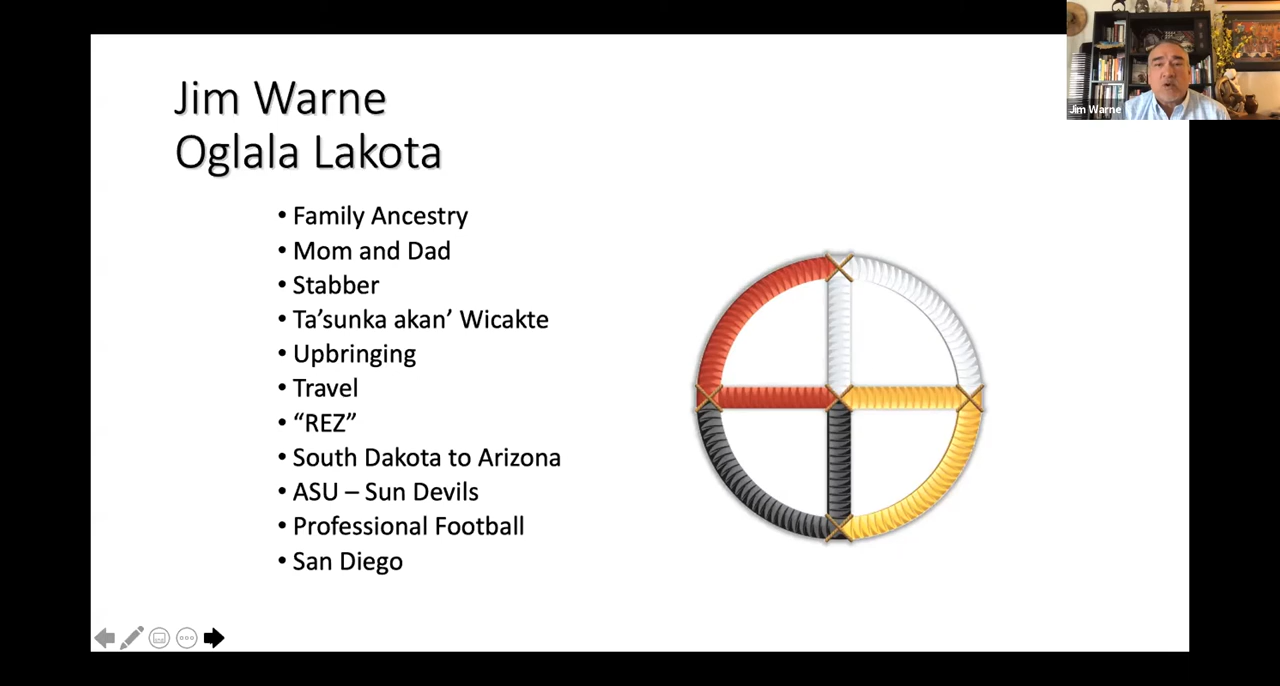 Jim Warne
Oglala Lakota
• Family Ancestry
• Mom and Dad
• Stabber
• Ta’sunka akan’ Wicakte
• Upbringing
• Travel
• “REZ”
• South Dakota to Arizona
• ASU – Sun Devils
• Professional Football
• San Diego
Jim Warne